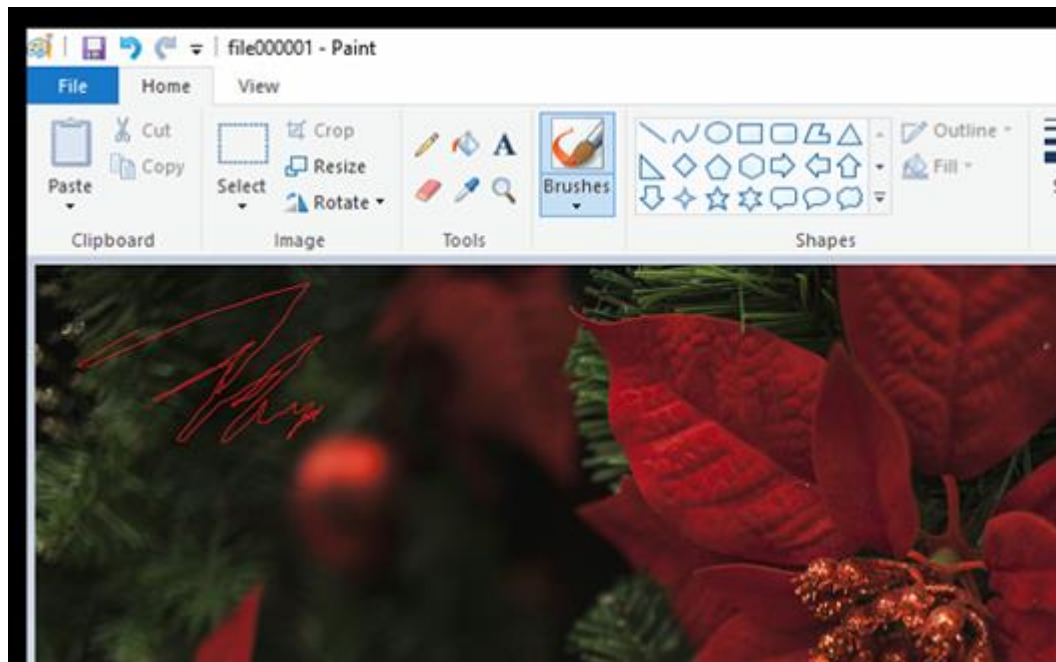 file000001 - Paint
File Home View
Paste
Cut
Copy
Clipboard
Select
Crop
Resize
Rotate
Image
A
Tools
Brushes
Outline
Fill
Shapes
S